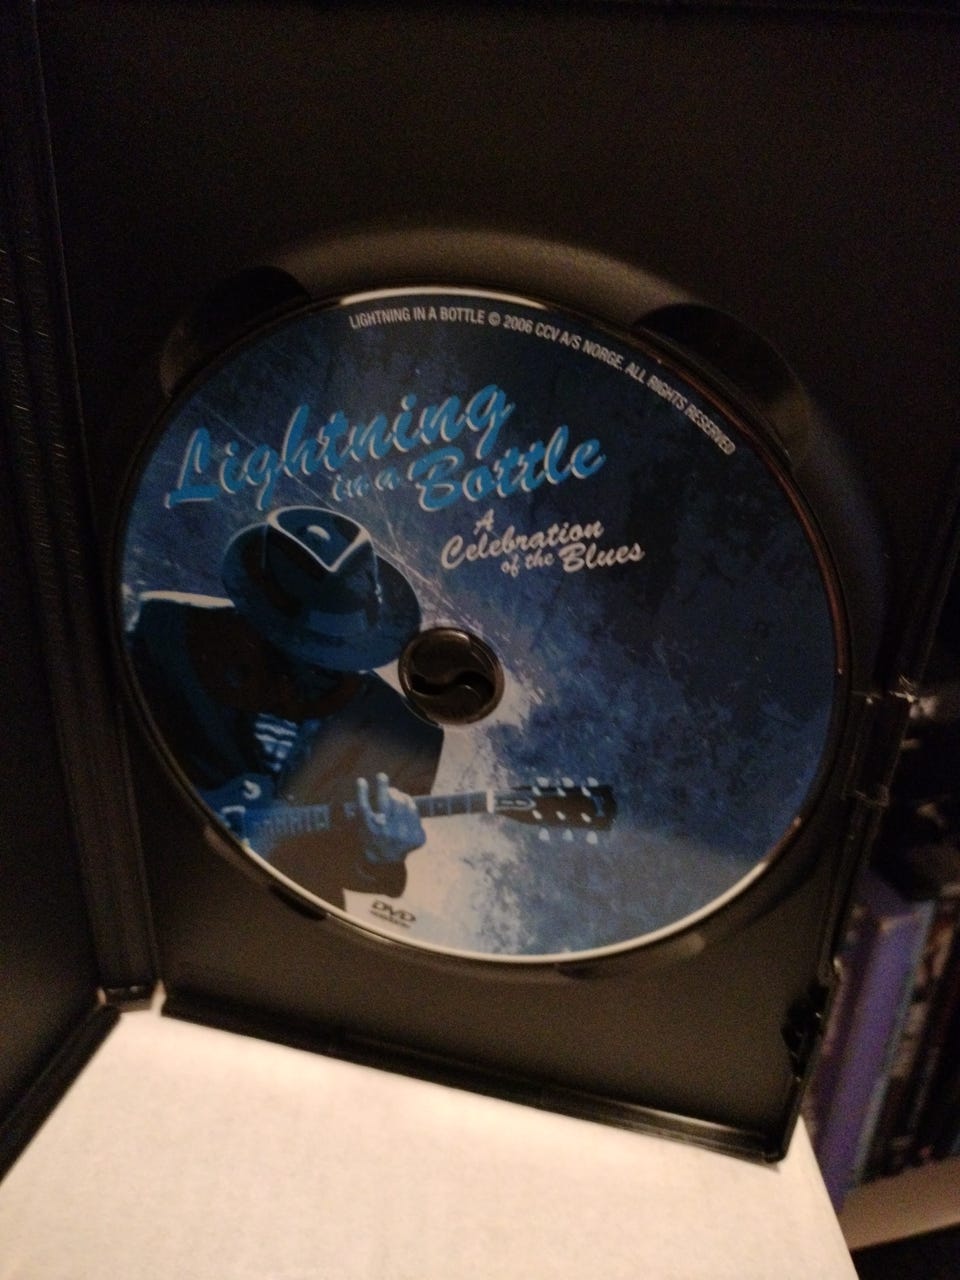 LIGHTNING IN A BOTTLE © 2006 CCV A/S NORGE. ALL RIGHTS RESERVED
Lightning
in a Bottle
A
Celebration
of the Blues
DVD